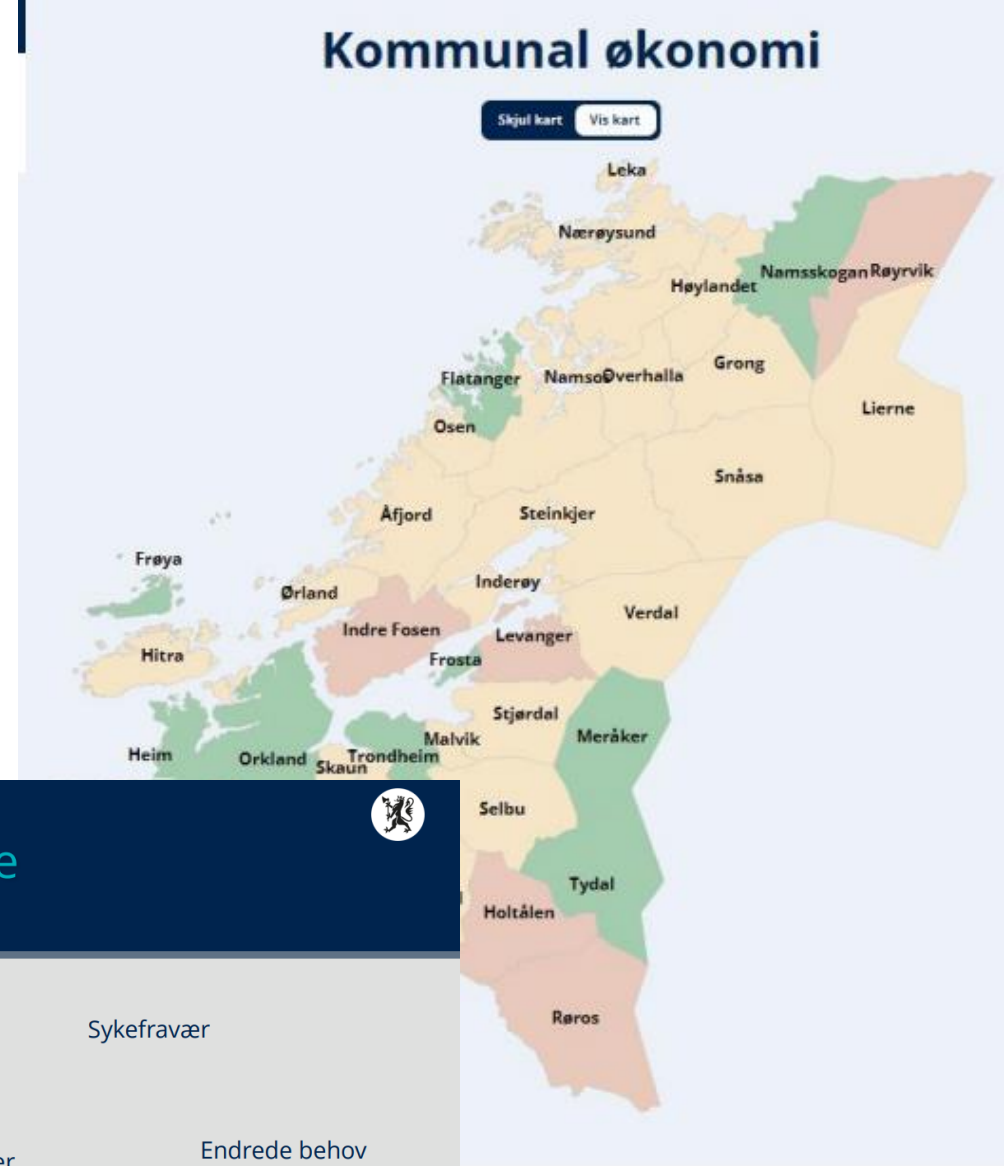 Kommunal økonomi
Skjul kart Vis kart
Leka
Nærøysund
Namsskogan Røyrvik
Høylandet
Grong
Flatanger Namsos Overhalla
Lierne
Osen
Snåsa
Åfjord Steinkjer
Frøya
Inderøy
Ørland
Verdal
Indre Fosen
Levanger
Hitra Frosta
Stjørdal
Meråker
Malvik
Heim Orkland Trondheim
Skaun
Selbu
e
Tydal
Holtålen
Røros
Sykefravær
Endrede behov
er